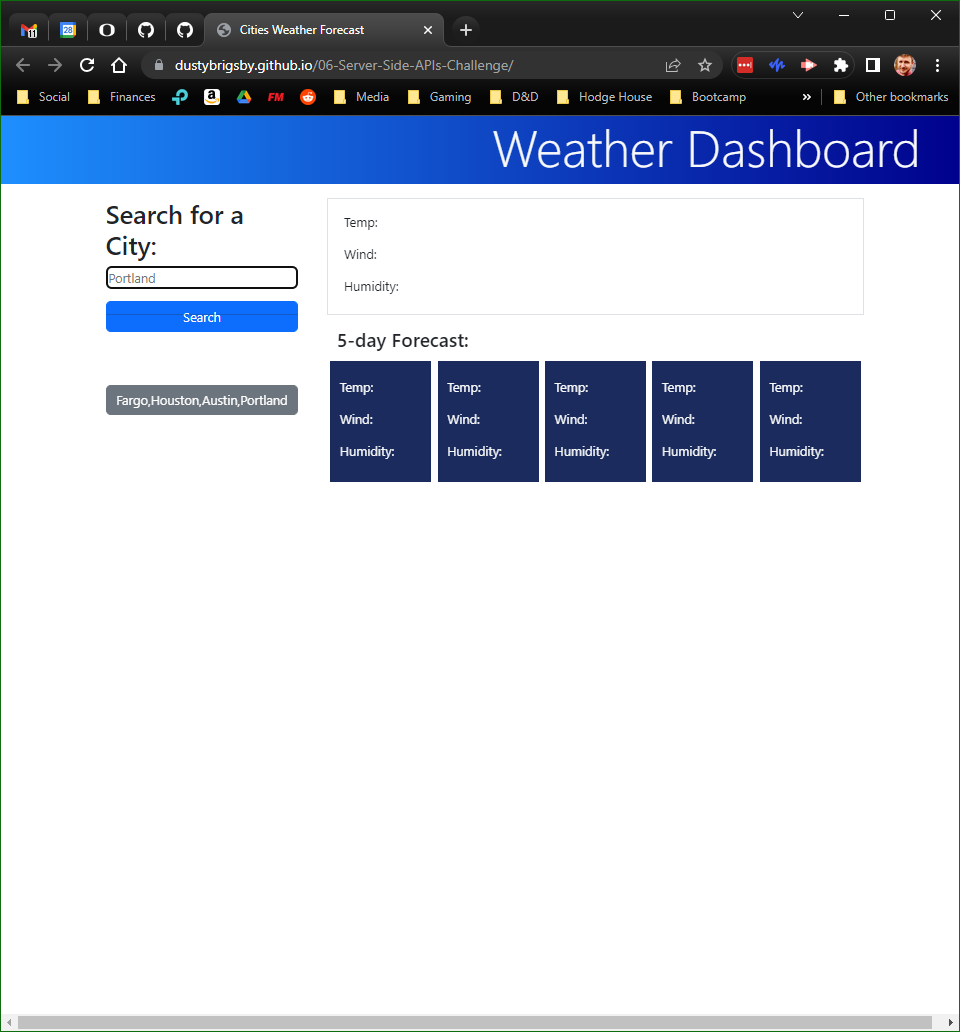 11
28
Cities Weather Forecast
dustybrigsby.github.io/06-Server-Side-APIs-Challenge/
Social
Finances
a
FM
Media
Gaming
D&D
Hodge House
Bootcamp
»
Other bookmarks
Weather Dashboard
Search for a
City:
Portland
Search
Fargo,Houston,Austin,Portland
Temp:
Wind:
Humidity:
5-day Forecast:
Temp: Temp: Temp: Temp: Temp:
Wind: Wind: Wind: Wind: Wind:
Humidity: Humidity: Humidity: Humidity: Humidity: